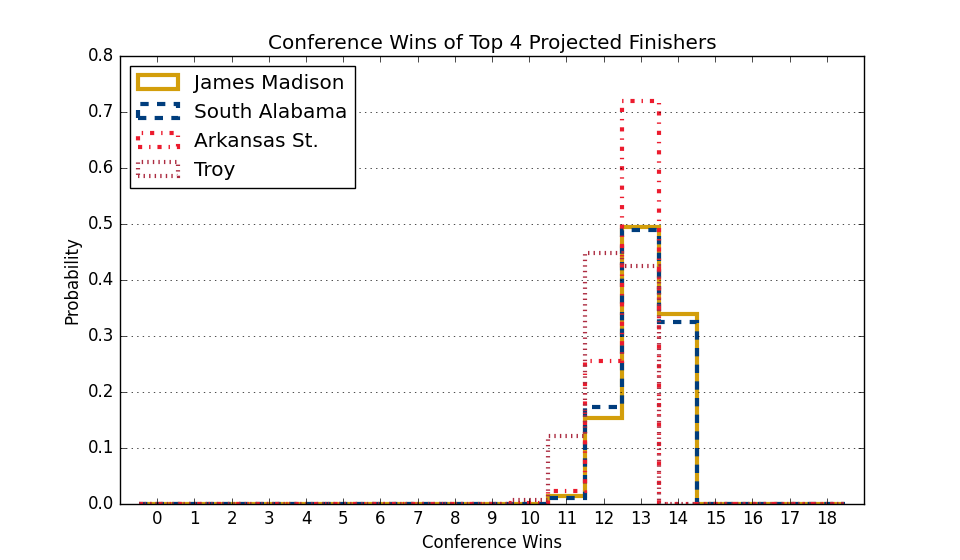 Conference Wins of Top 4 Projected Finishers
0.8
0.7
0.6
0.5
0.4
0.3
0.2
0.1
0.0
Probability
James Madison
South Alabama
Arkansas St.
Troy
0 1 2 3 4 5 6 7 8 9 10 11 12 13 14 15 16 17 18
Conference Wins